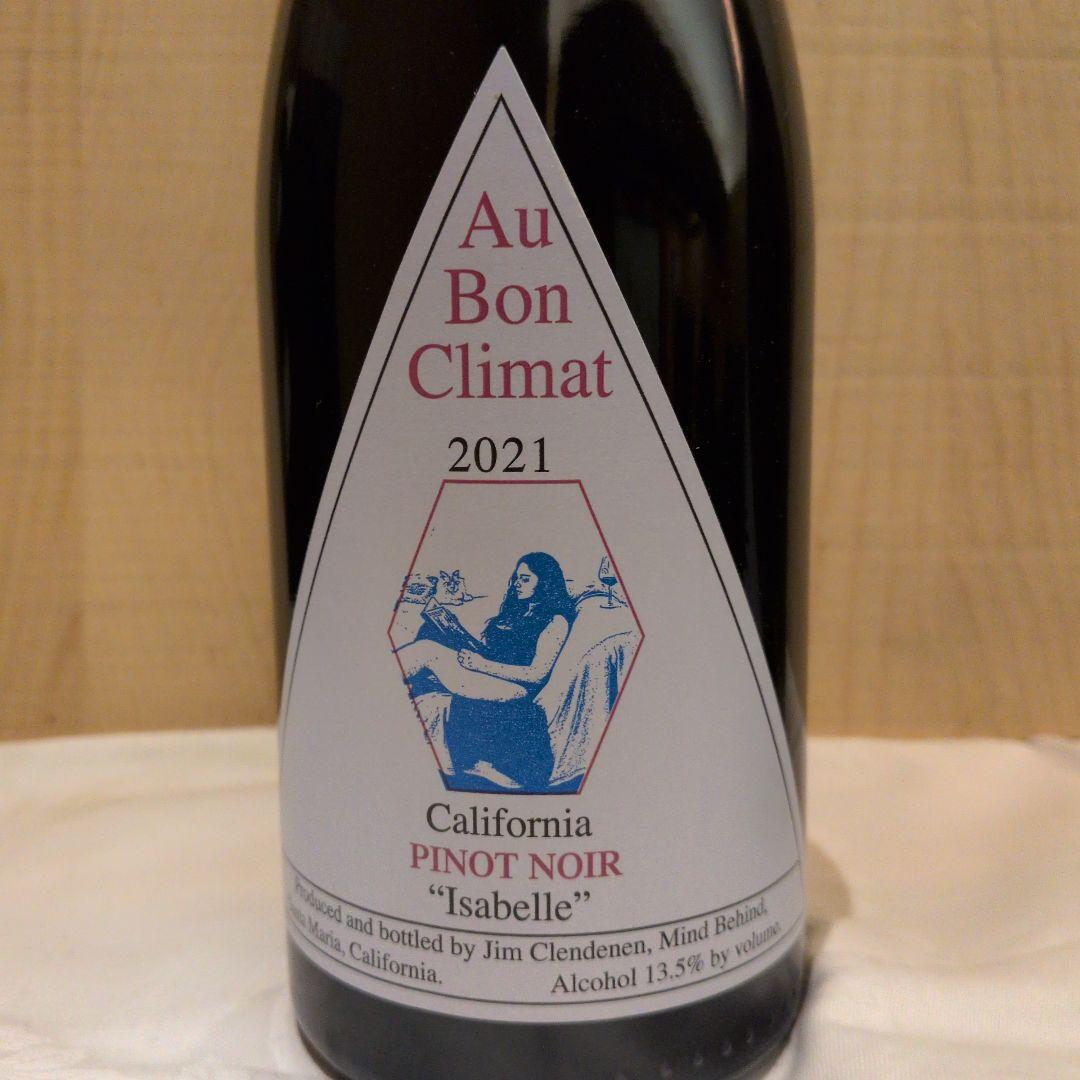 Au
Bon
Climat
2021
California
PINOT NOIR
“Isabelle”
Produced and bottled by Jim Clendenen, Mind Behind,
Santa Maria, California. Alcohol 13.5% by volume.